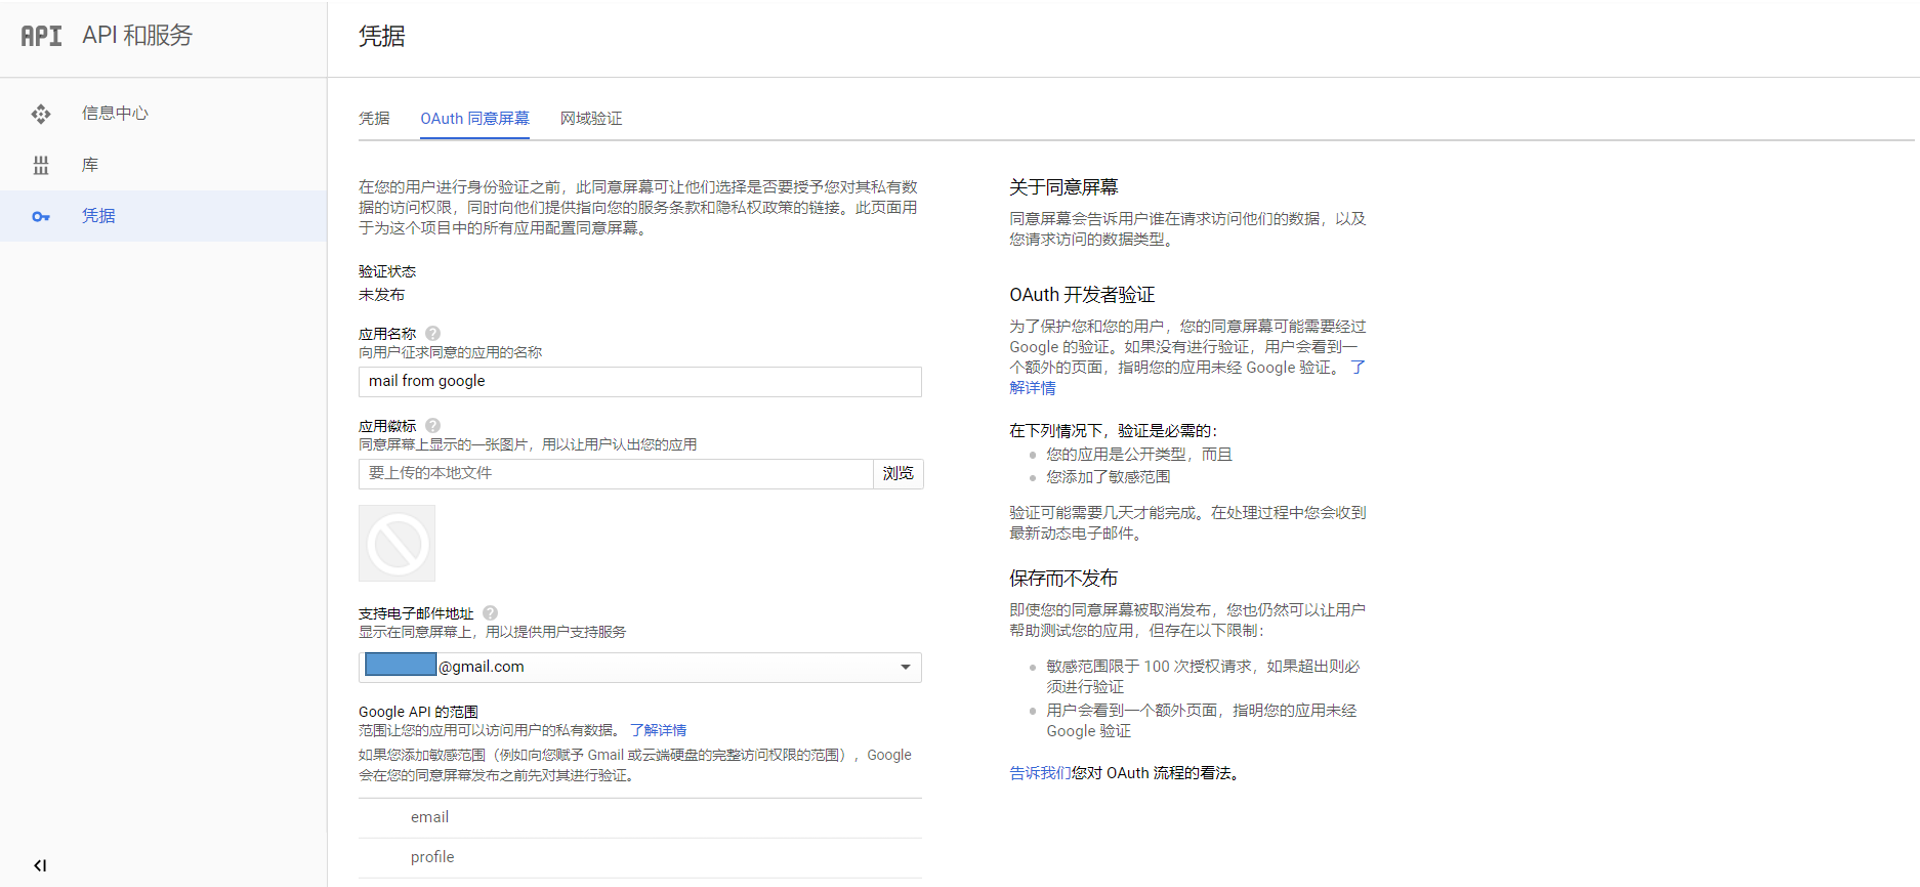 API API 和服务
信息中心
库
凭据
凭据
凭据 OAuth 同意屏幕 网域验证
在您的用户进行身份验证之前，此同意屏幕可让他们选择是否要授予您对其私有数
据的访问权限，同时向他们提供指向您的服务条款和隐私权政策的链接。此页面用
于为这个项目中的所有应用配置同意屏幕。
验证状态
未发布
应用名称 ?
向用户征求同意的应用的名称
mail from google
应用徽标 ?
同意屏幕上显示的一张图片，用以让用户认出您的应用
要上传的本地文件 浏览
支持电子邮件地址 ?
显示在同意屏幕上，用以提供用户支持服务
@gmail.com
Google API 的范围
范围让您的应用可以访问用户的私有数据。 了解详情
如果您添加敏感范围（例如向您赋予 Gmail 或云端硬盘的完整访问权限的范围），Google
会在您的同意屏幕发布之前先对其进行验证。
email
profile
关于同意屏幕
同意屏幕会告诉用户谁在请求访问他们的数据，以及
您请求访问的数据类型。
OAuth 开发者验证
为了保护您和您的用户，您的同意屏幕可能需要经过
Google 的验证。如果没有进行验证，用户会看到一
个额外的页面，指明您的应用未经 Google 验证。 了
解详情
在下列情况下，验证是必需的：
您的应用是公开类型，而且
您添加了敏感范围
验证可能需要几天才能完成。在处理过程中您会收到
最新动态电子邮件。
保存而不发布
即使您的同意屏幕被取消发布，您也仍然可以让用户
帮助测试您的应用，但存在以下限制：
敏感范围限于 100 次授权请求，如果超出则必
须进行验证
用户会看到一个额外页面，指明您的应用未经
Google 验证
告诉我们您对 OAuth 流程的看法。